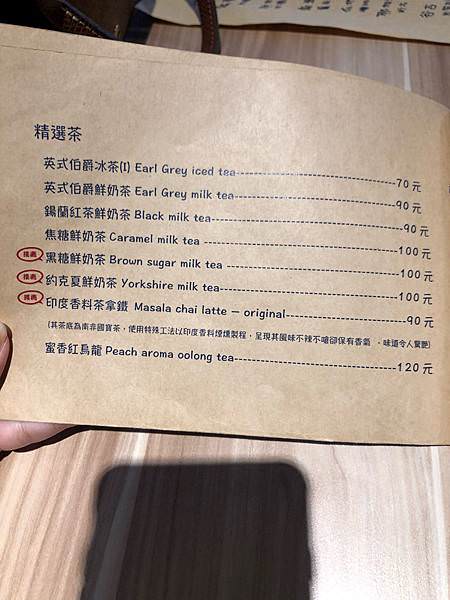 精選茶
英式伯爵冰茶(I) Earl Grey iced tea----70元
英式伯爵鮮奶茶 Earl Grey milk tea----90元
錫蘭紅茶鮮奶茶 Black milk tea----90元
焦糖鮮奶茶 Caramel milk tea ----100元
推薦 黑糖鮮奶茶 Brown sugar milk tea ----100元
推薦 約克夏鮮奶茶 Yorkshire milk tea----100元
推薦 印度香料茶拿鐵 Masala chai latte – original----90元
(其茶底為南非國寶茶，使用特殊工法以印度香料煙燻製程，呈現其風味不辣不嗆卻保有香氣，味道令人驚艷)
蜜香紅烏龍 Peach aroma oolong tea----120元